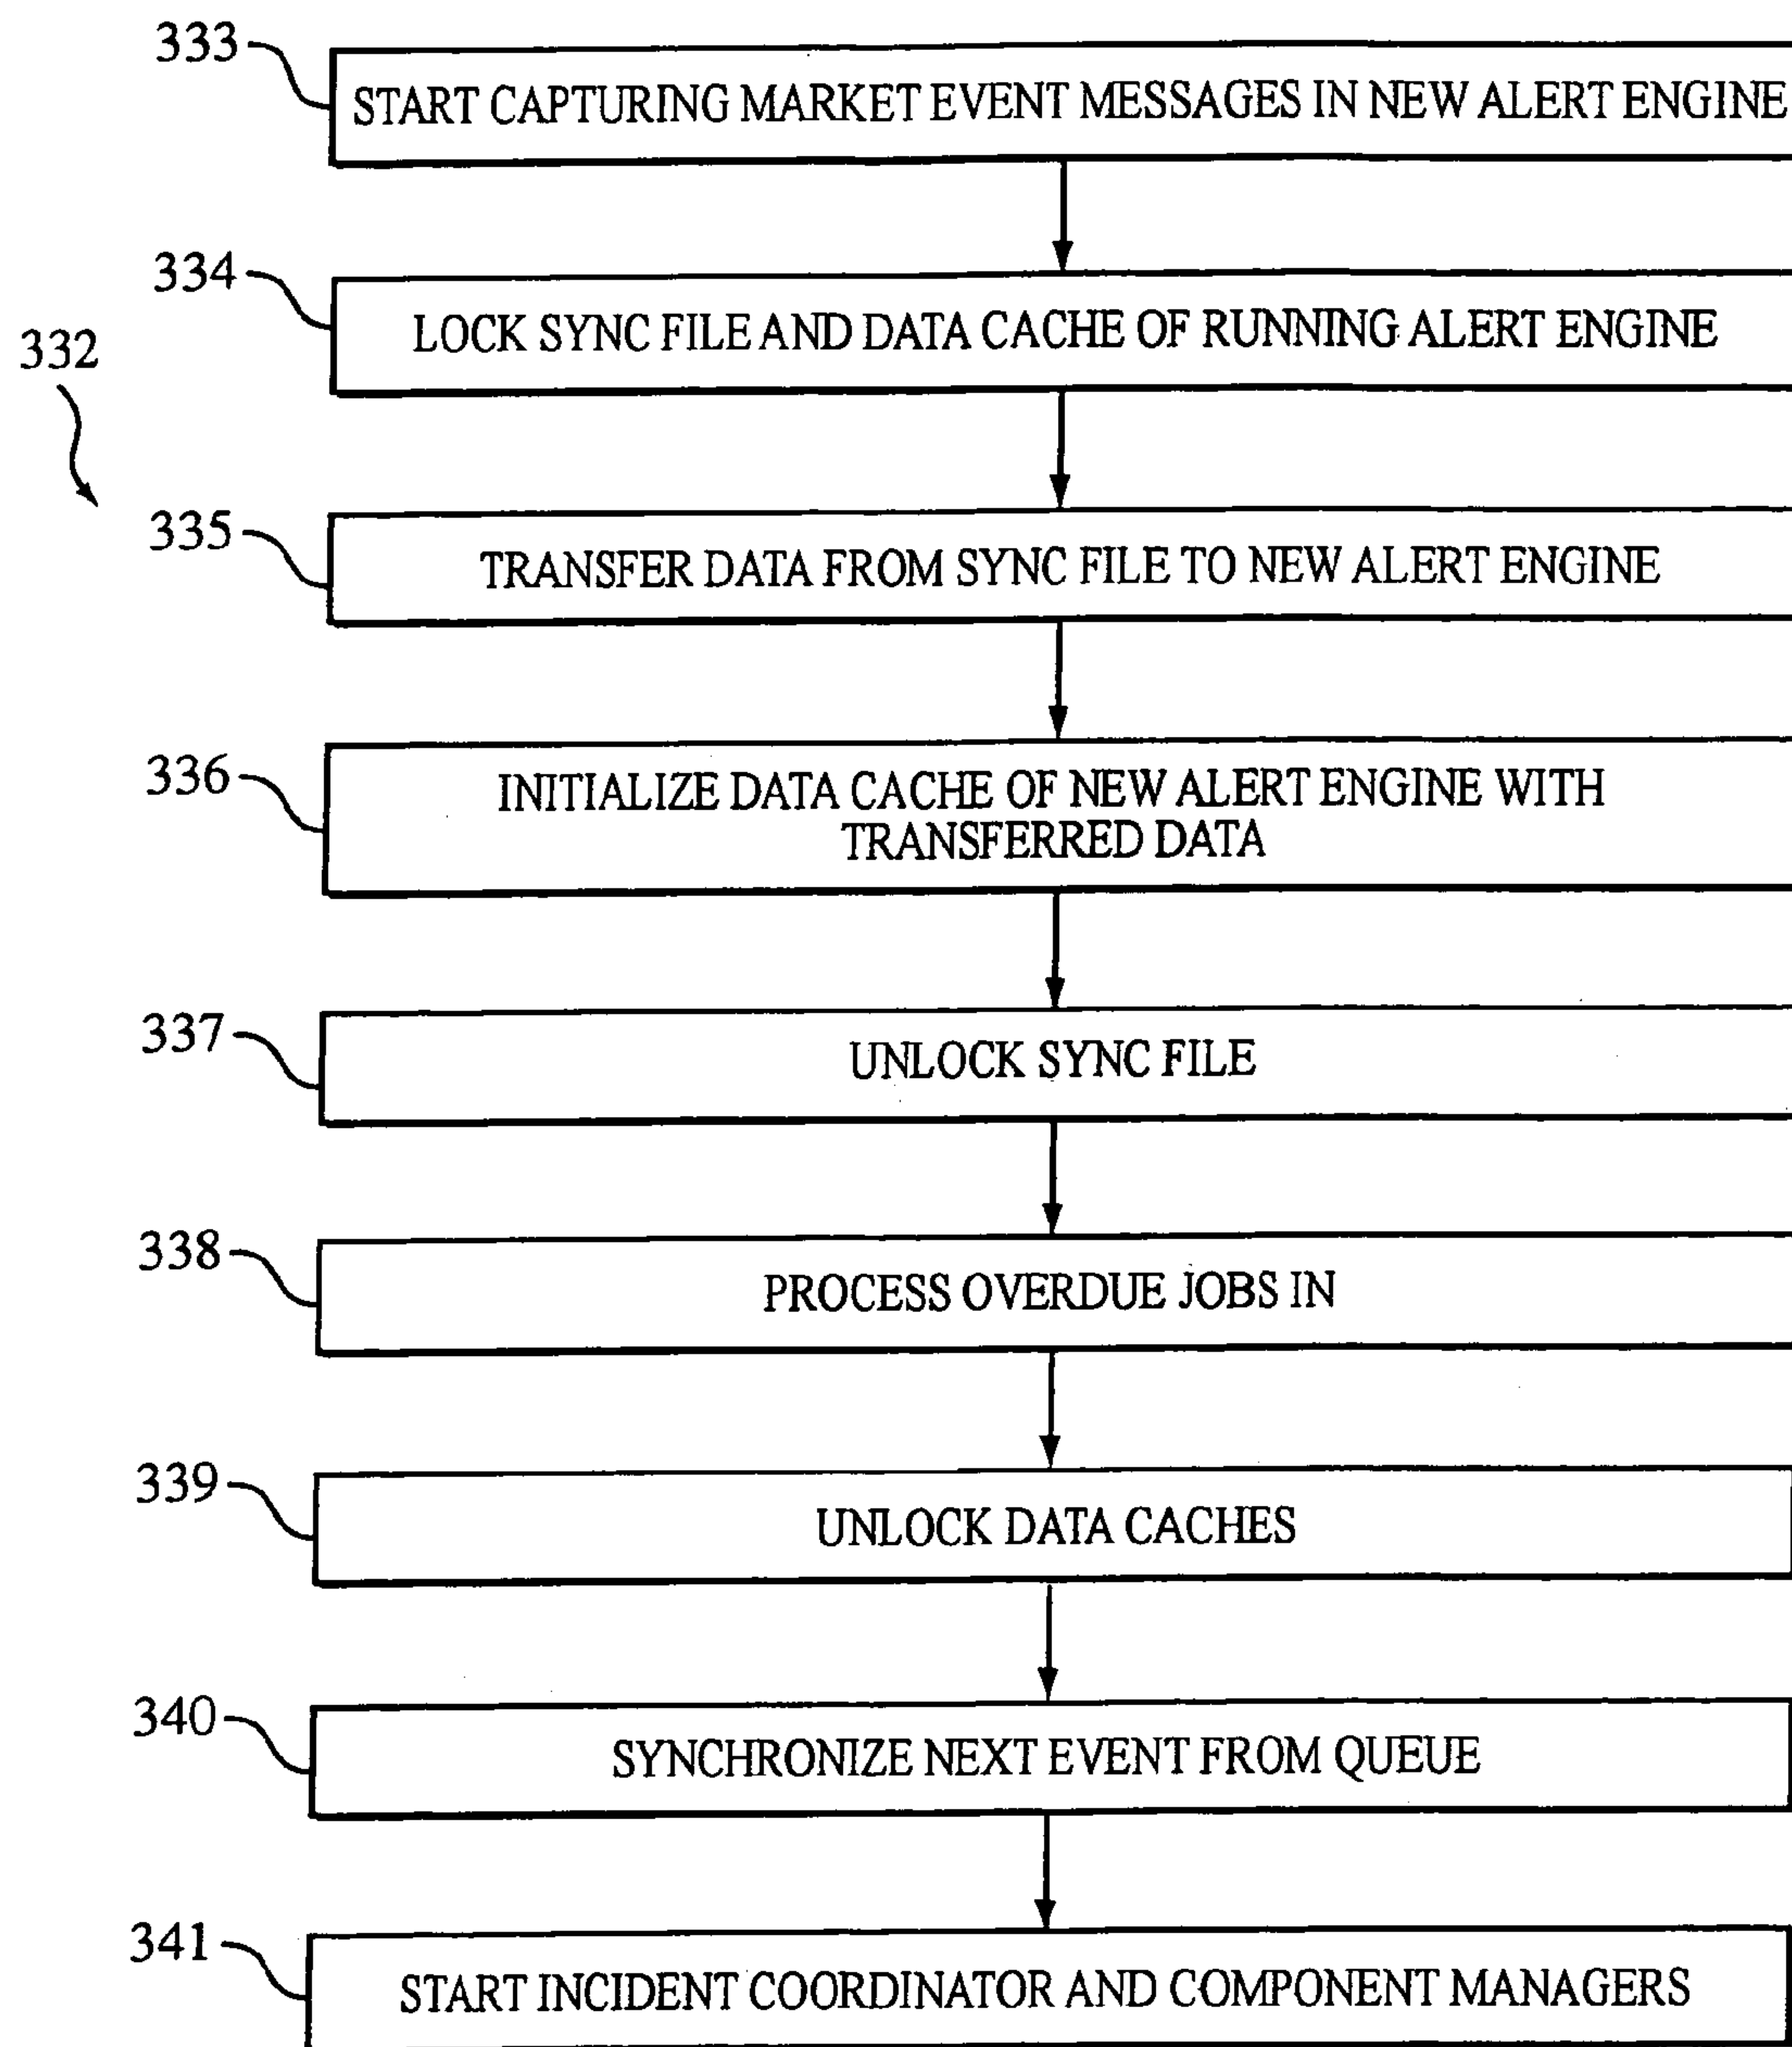 333
START CAPTURING MARKET EVENT MESSAGES IN NEW ALERT ENGINE
334
LOCK SYNC FILE AND DATA CACHE OF RUNNING ALERT ENGINE
332
335
TRANSFER DATA FROM SYNC FILE TO NEW ALERT ENGINE
336
INITIALIZE DATA CACHE OF NEW ALERT ENGINE WITH
TRANSFERRED DATA
337
UNLOCK SYNC FILE
338
PROCESS OVERDUE JOBS IN
339
UNLOCK DATA CACHES
340
SYNCHRONIZE NEXT EVENT FROM QUEUE
341
START INCIDENT COORDINATOR AND COMPONENT MANAGERS